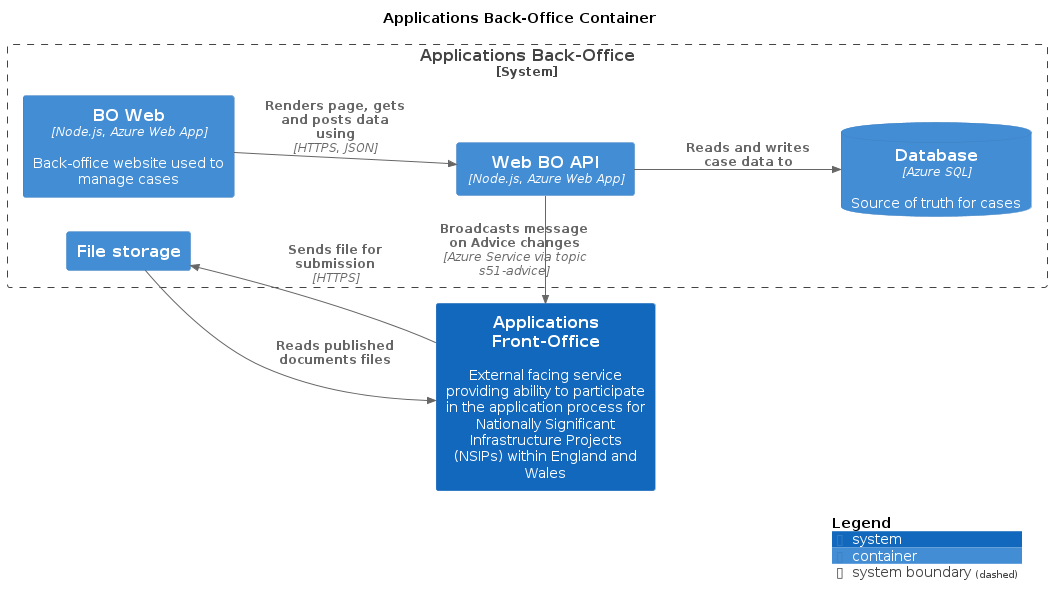 Applications Back-Office Container
Applications Back-Office
[System]
BO Web
[Node.js, Azure Web App]
Back-office website used to
manage cases
Renders page, gets
and posts data
using
[HTTPS, JSON]
Web BO API
[Node.js, Azure Web App]
Reads and writes
case data to
Database
[Azure SQL]
Source of truth for cases
File storage
Sends file for
submission
[HTTPS]
Broadcasts message
on Advice changes
[Azure Service via topic
s51-advice]
Reads published
documents files
Applications
Front-Office
External facing service
providing ability to participate
in the application process for
Nationally Significant
Infrastructure Projects
(NSIPs) within England and
Wales
Legend
system
container
system boundary (dashed)